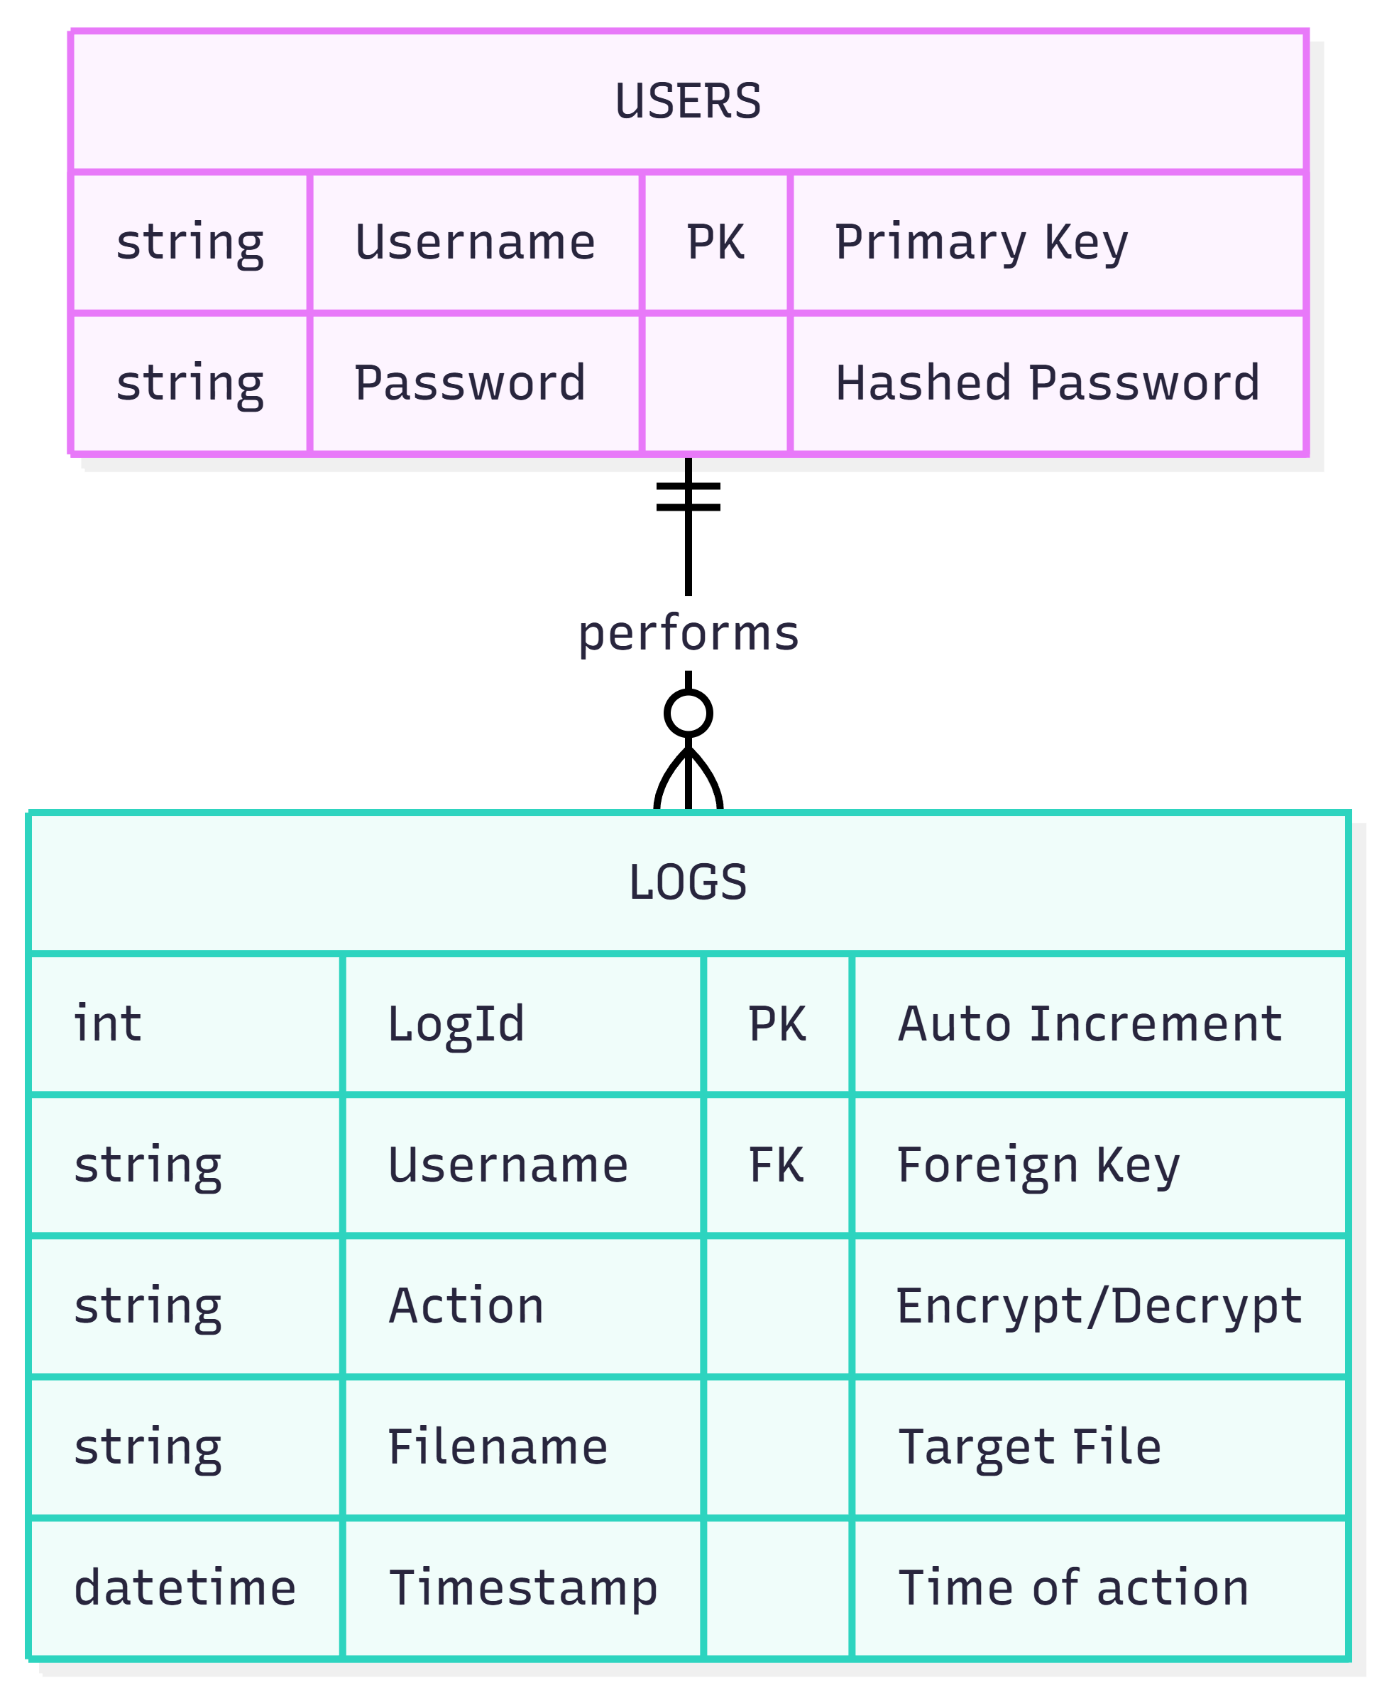 USERS
string Username PK Primary Key
string Password Hashed Password
performs
LOGS
int LogId PK Auto Increment
string Username FK Foreign Key
string Action Encrypt/Decrypt
string Filename Target File
datetime Timestamp Time of action